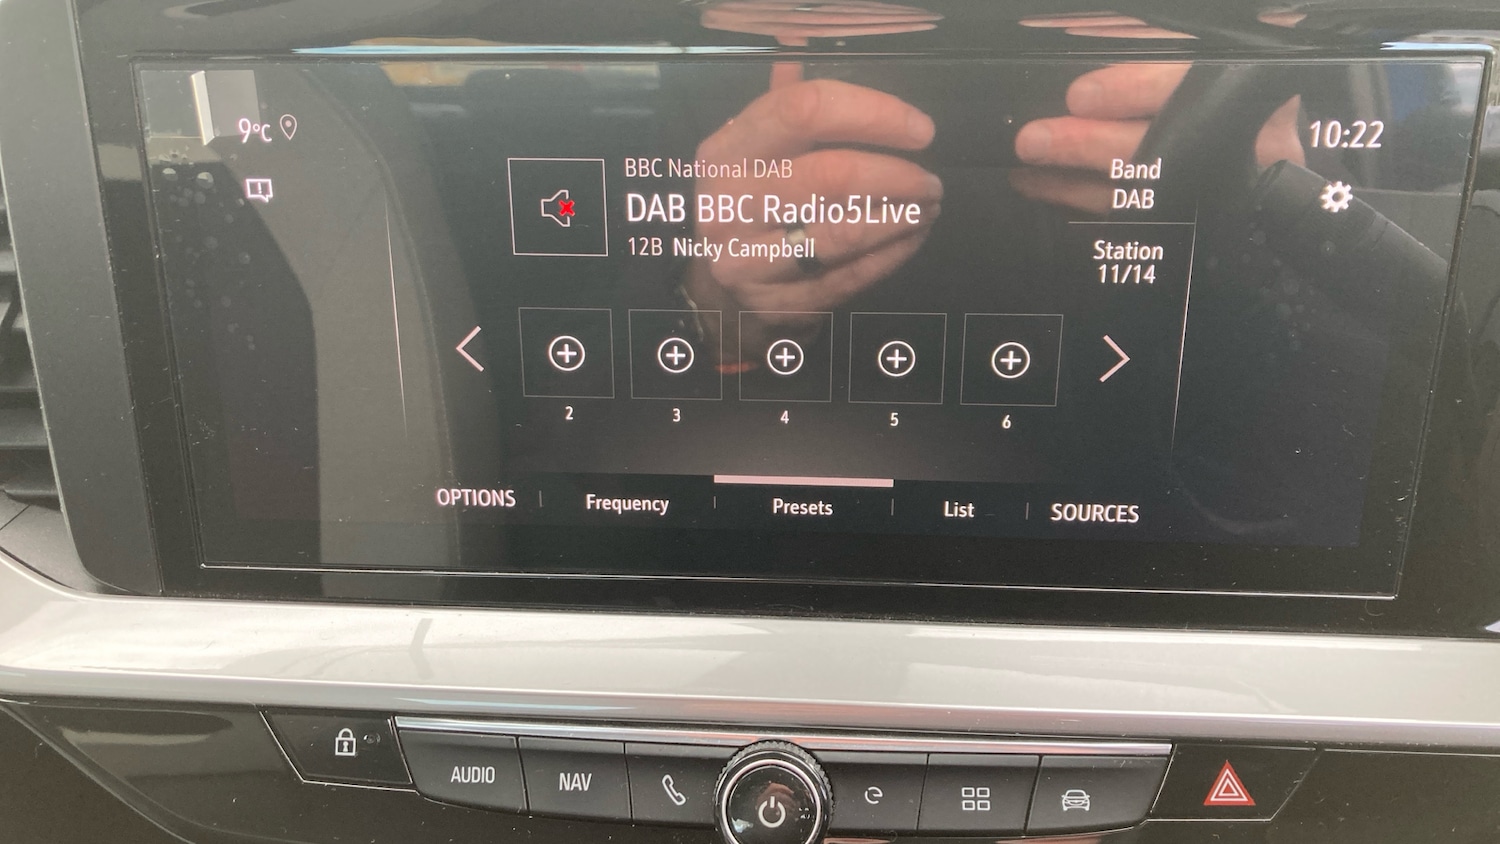 9°C
10:22
BBC National DAB
DAB BBC Radio5Live
12B Nicky Campbell
Band
DAB
Station
11/14
2 3 4 5 6
OPTIONS Frequency Presets List SOURCES
AUDIO NAV